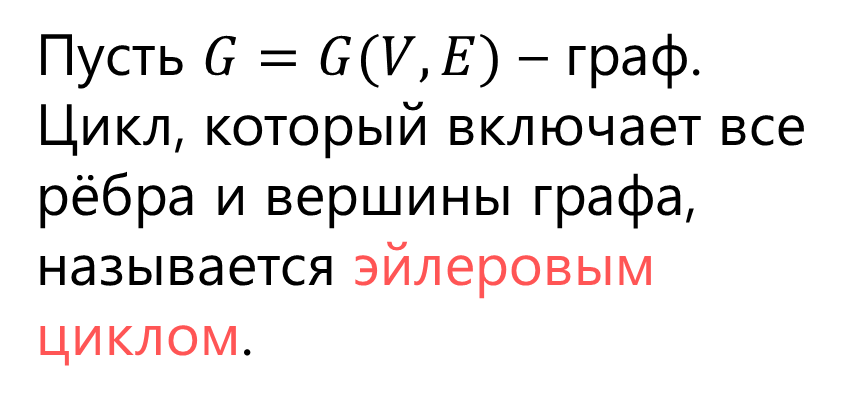 Пусть G = G(V, E) – граф.
Цикл, который включает все
рёбра и вершины графа,
называется эйлеровым
циклом.